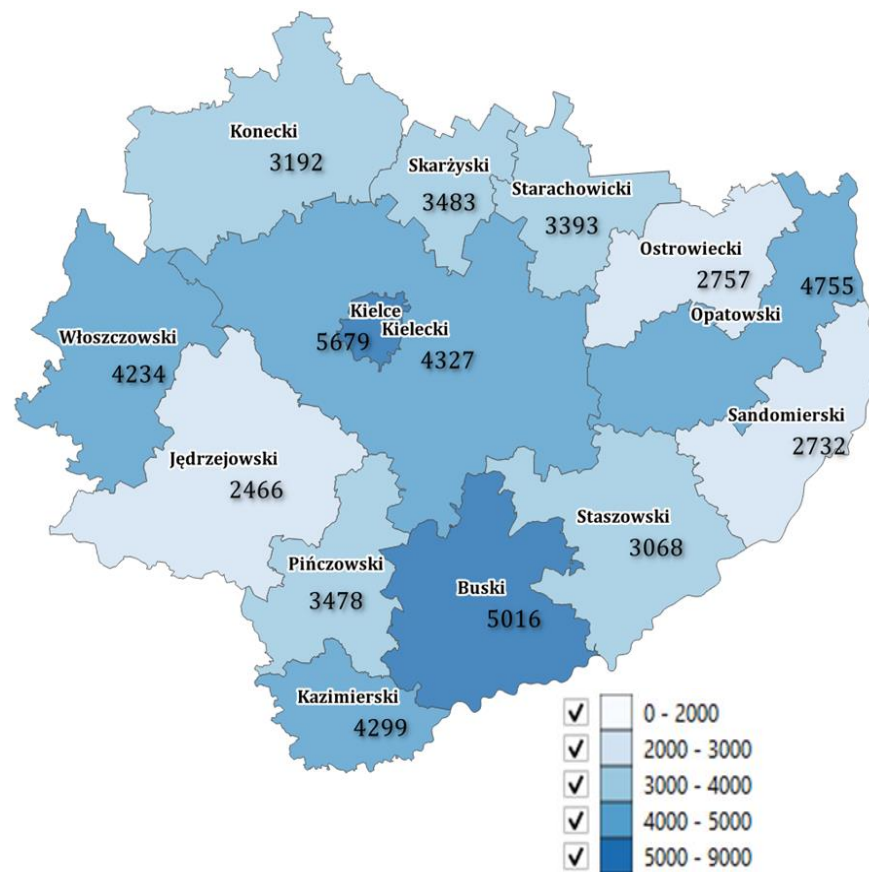 Konecki
3192
Skarżyski
3483
Starachowicki
3393
Ostrowiecki
2757
4755
Opatowski
Kielce
5679
Kielecki
4327
Włoszczowski
4234
Sandomierski
2732
Jędrzejowski
2466
Staszowski
3068
Pińczowski
3478
Buski
5016
Kazimierski
4299
0 - 2000
2000 - 3000
3000 - 4000
4000 - 5000
5000 - 9000